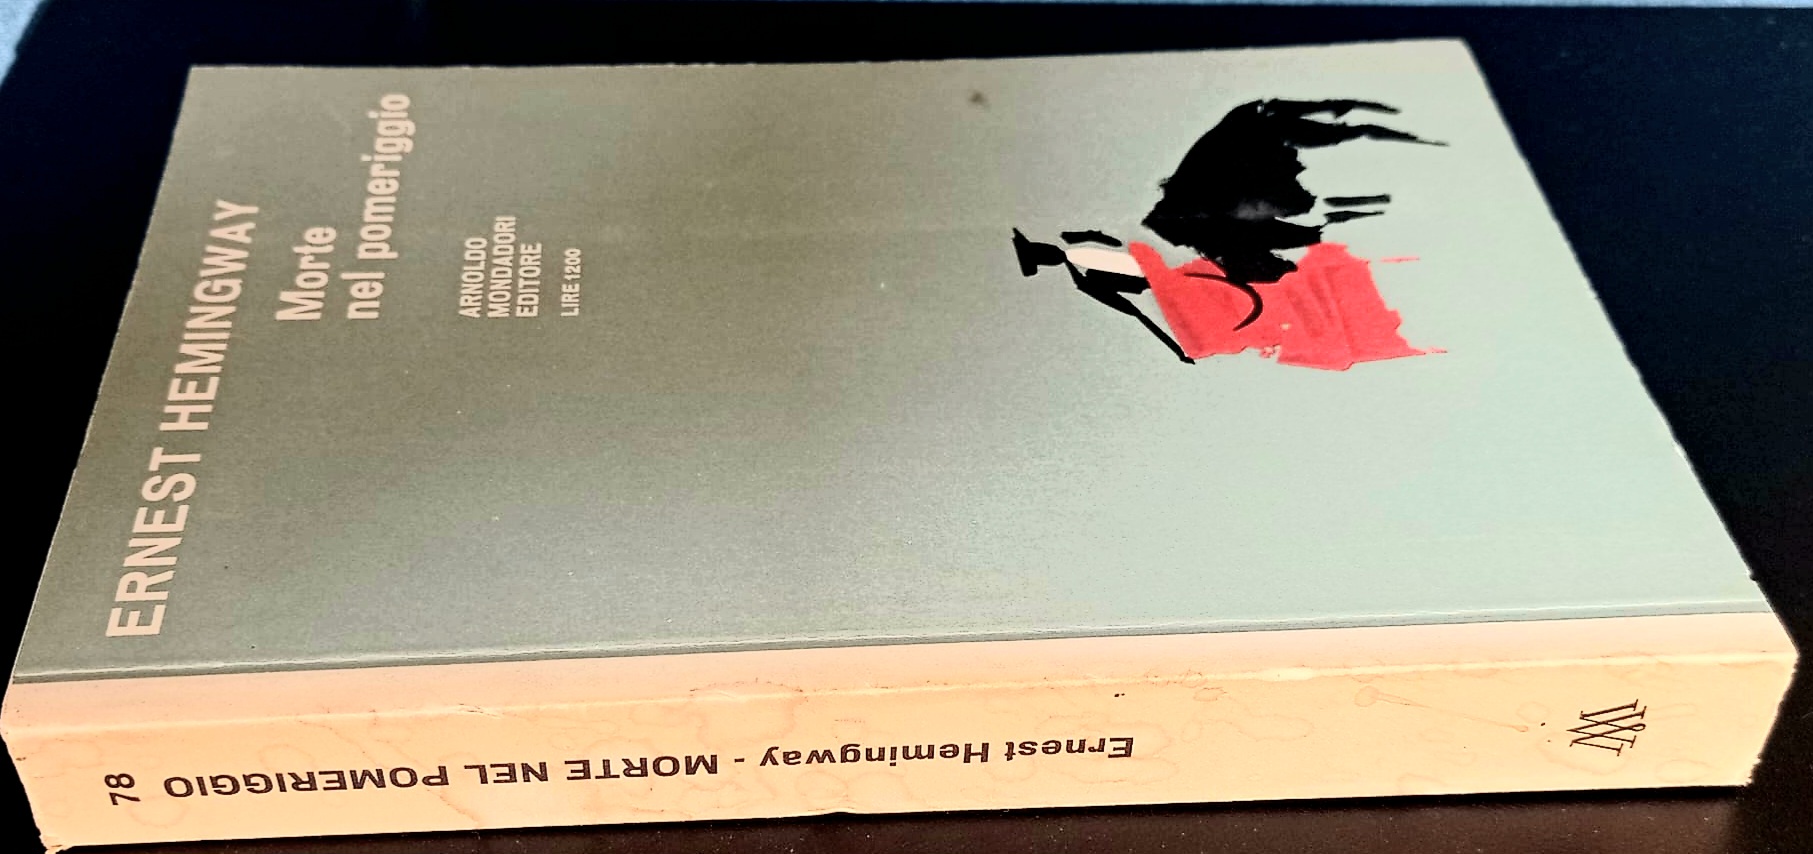 ERNEST HEMINGWAY
Morte
nel pomeriggio
ARNOLDO
MONDADORI
EDITORE
LIRE 1200
Ernest Hemingway - MORTE NEL POMERIGGIO
78